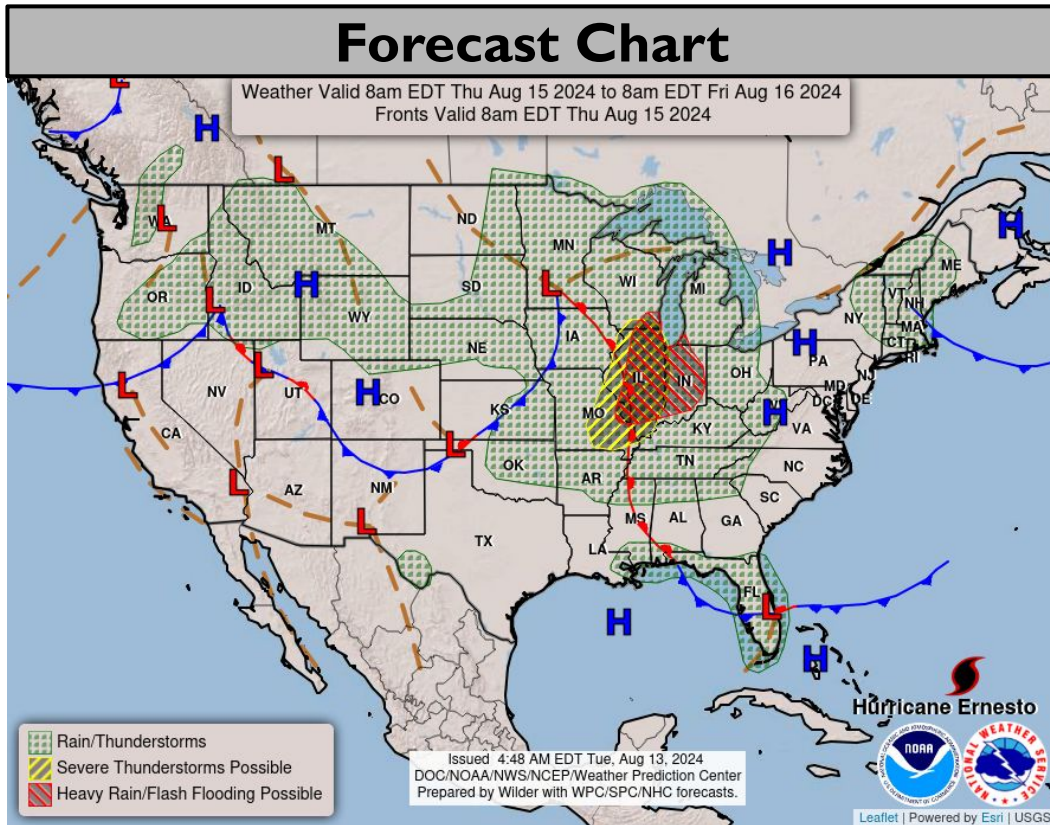 Forecast Chart
Weather Valid 8am EDT Thu Aug 15 2024 to 8am EDT Fri Aug 16 2024
Fronts Valid 8am EDT Thu Aug 15 2024
L
H
L
WA
L
MT
ND
MN
H
H
ME
OR
L
ID
H
WY
SD
L
WI
MI
VT
NH
NY
MA
CT
RI
NV
L
UT
L
H
CO
NE
IA
IL
IN
OH
H
PA
NJ
MD
DE
DC
CA
KS
MO
KY
H
VA
L
AZ
NM
L
OK
AR
TN
NC
SC
L
TX
LA
MS
AL
GA
H
FL
L
H
Hurricane Ernesto
Rain/Thunderstorms
Severe Thunderstorms Possible
Heavy Rain/Flash Flooding Possible
Issued 4:48 AM EDT Tue, Aug 13, 2024
DOC/NOAA/NWS/NCEP/Weather Prediction Center
Prepared by Wilder with WPC/SPC/NHC forecasts.
NOAA
NATIONAL WEATHER SERVICE
Leaflet | Powered by Esri | USGS